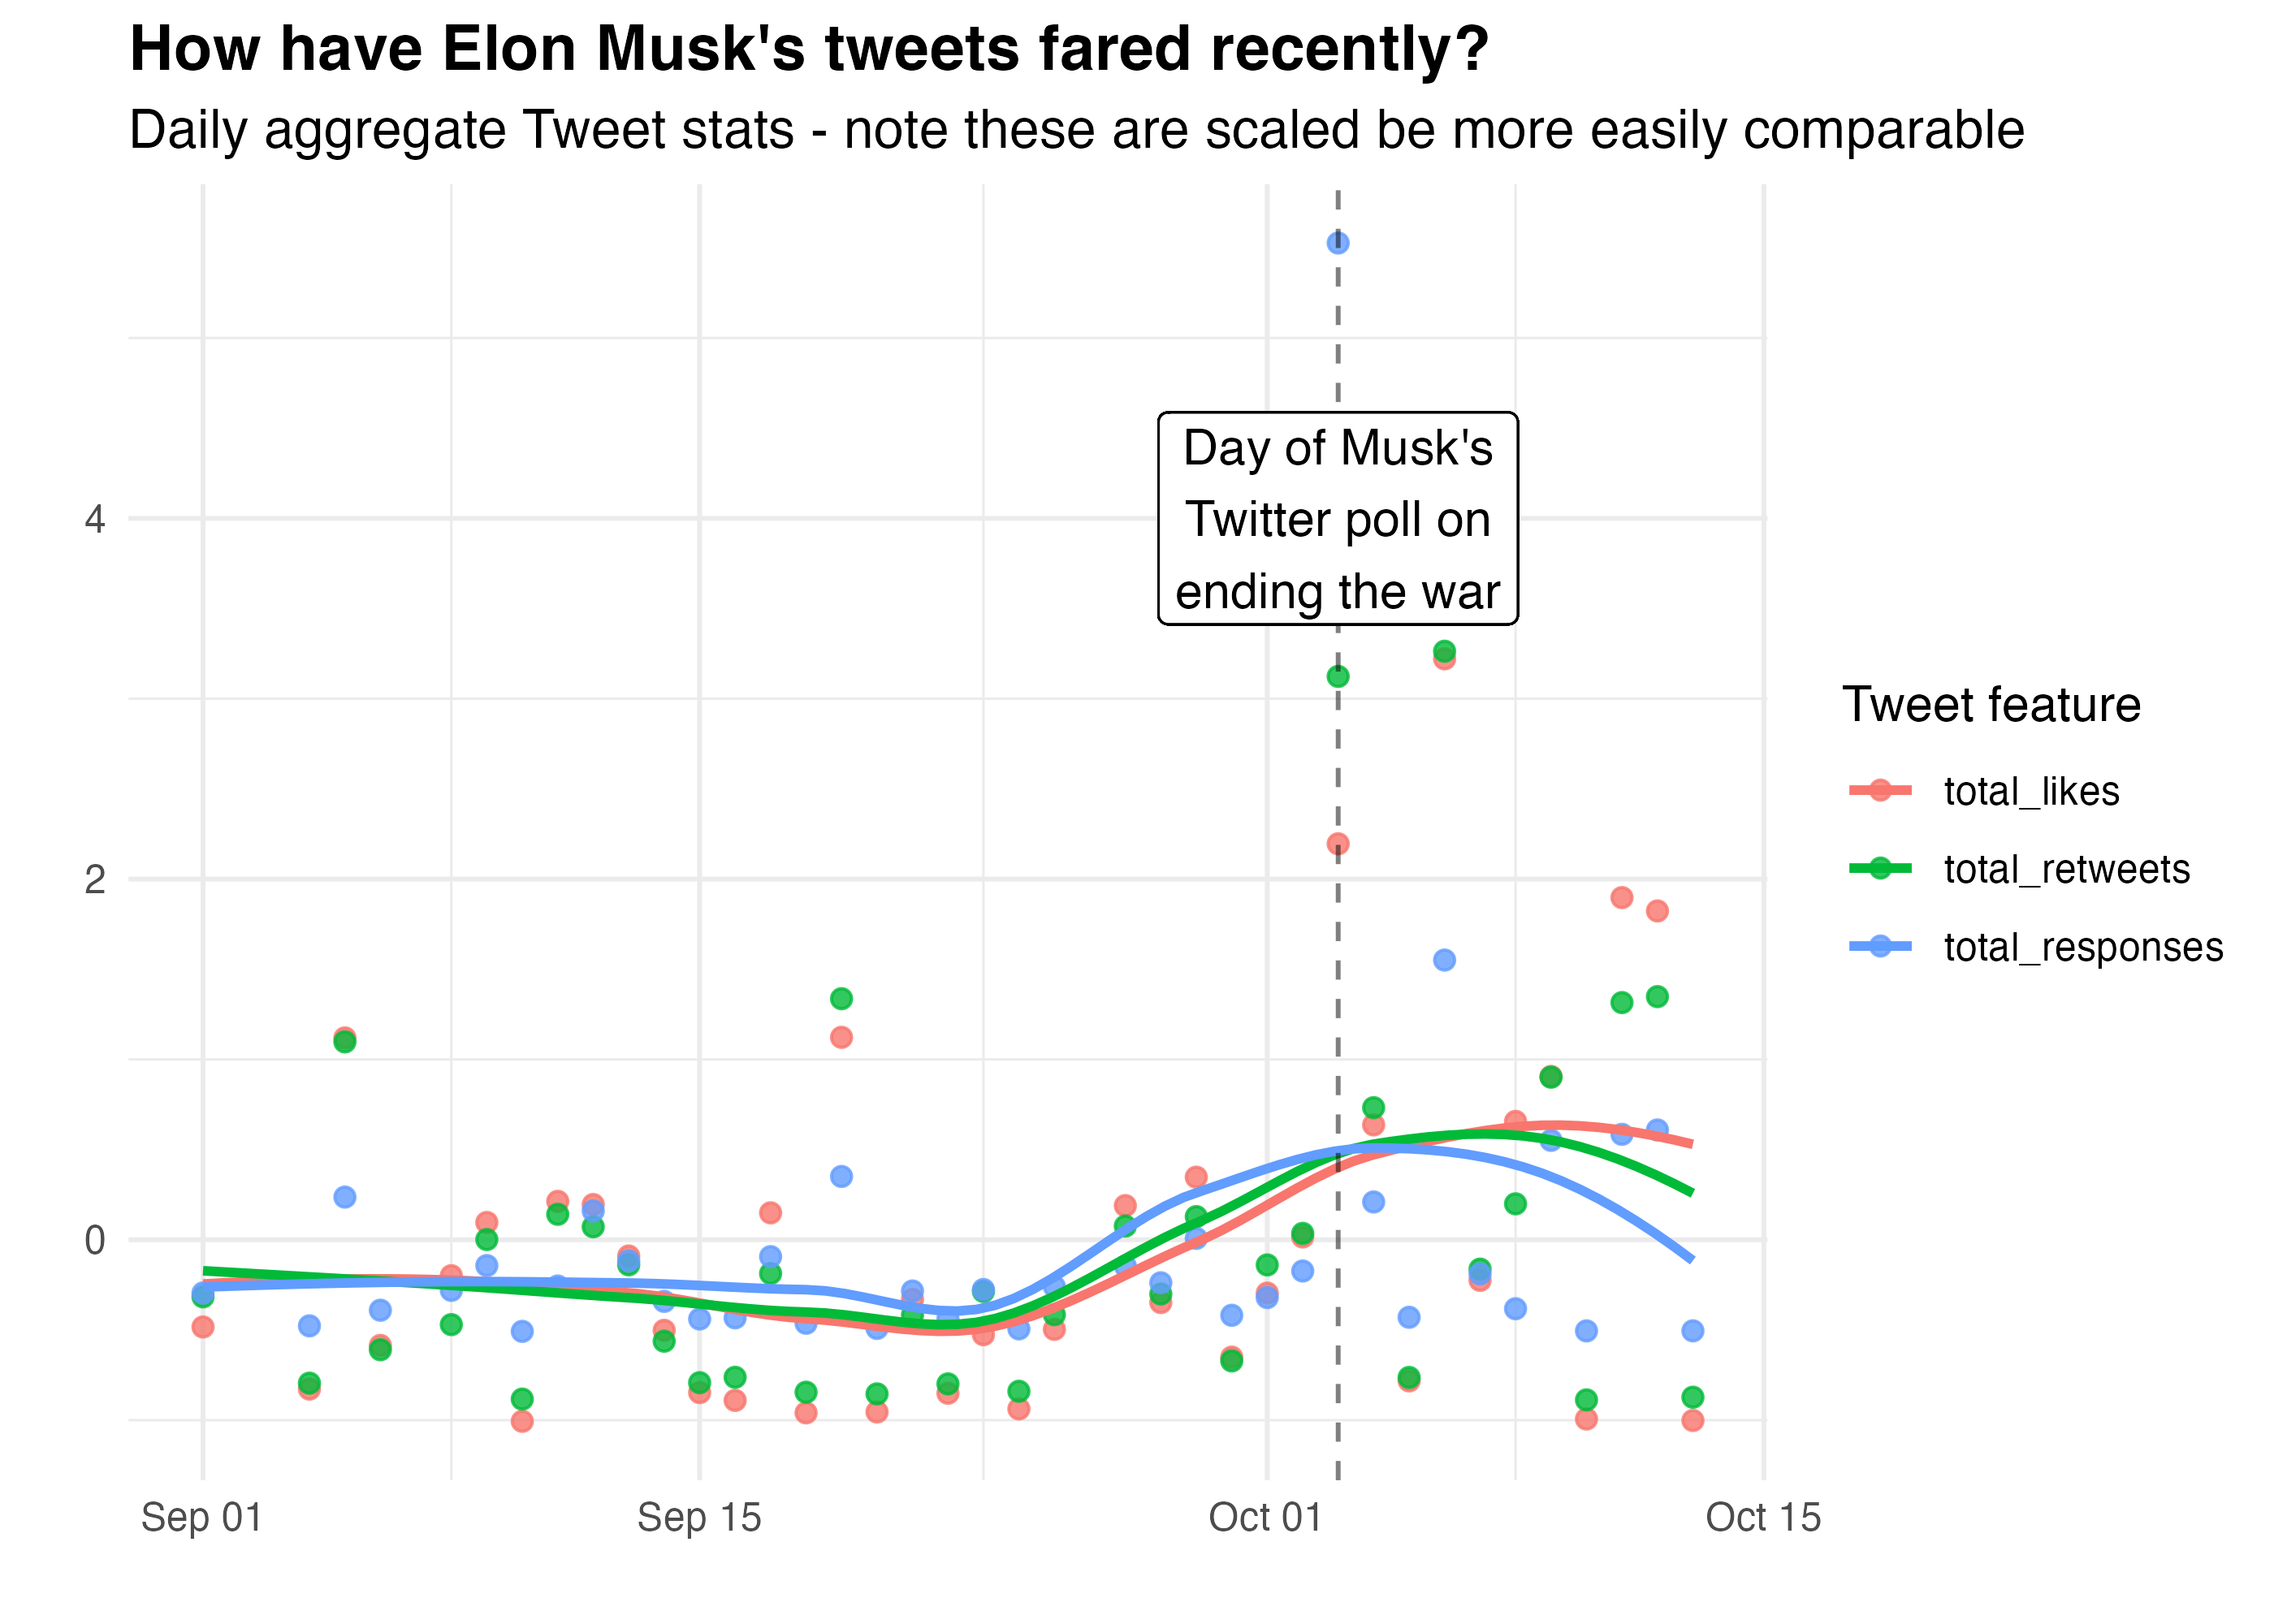 How have Elon Musk's tweets fared recently?
Daily aggregate Tweet stats - note these are scaled be more easily comparable
Day of Musk's
Twitter poll on
ending the war
4
2
0
Sep 01
Sep 15
Oct 01
Oct 15
Tweet feature
total_likes
total_retweets
total_responses